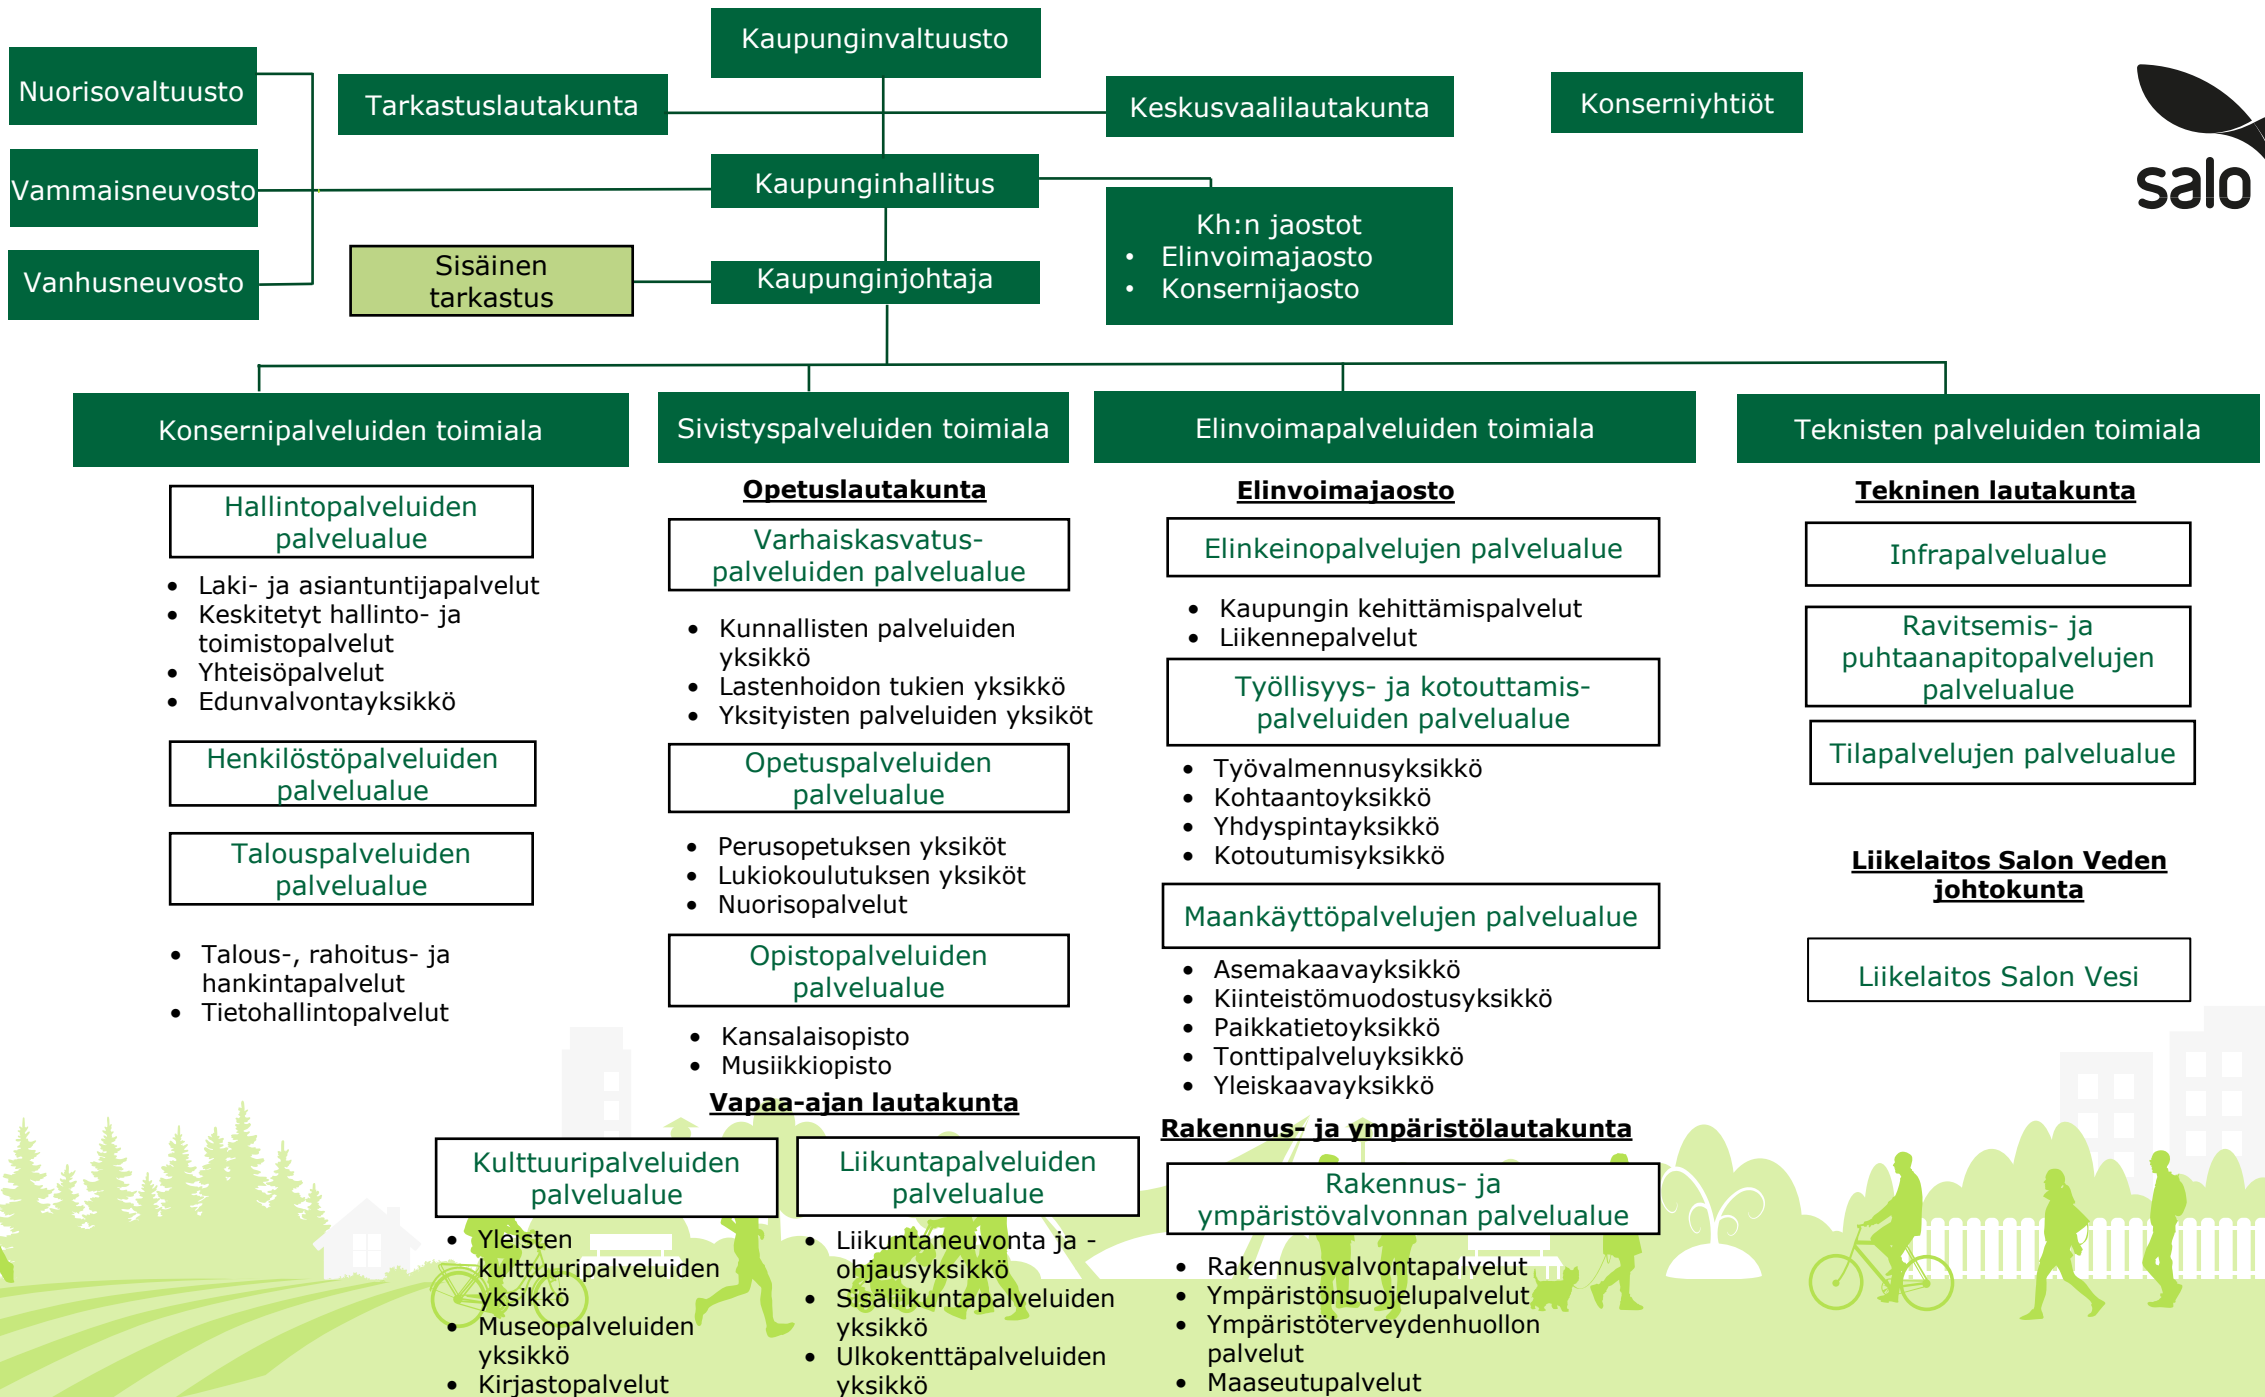 Kaupunginvaltuusto
Nuorisovaltuusto
Tarkastuslautakunta
Keskusvaalilautakunta
Konserniyhtiöt
salo
Vammaisneuvosto
Kaupunginhallitus
Kh:n jaostot
• Elinvoimajaosto
• Konsernijaosto
Vanhusneuvosto
Sisäinen
tarkastus
Kaupunginjohtaja
Konsernipalveluiden toimiala
Hallintopalveluiden
palvelualue
• Laki- ja asiantuntijapalvelut
• Keskitetyt hallinto- ja
toimistopalvelut
• Yhteisöpalvelut
• Edunvalvontayksikkö
Henkilöstöpalveluiden
palvelualue
Talouspalveluiden
palvelualue
• Talous-, rahoitus- ja
hankintapalvelut
• Tietohallintopalvelut
Sivistyspalveluiden toimiala
Opetuslautakunta
Varhaiskasvatus-
palveluiden palvelualue
• Kunnallisten palveluiden
yksikkö
• Lastenhoidon tukien yksikkö
• Yksityisten palveluiden yksiköt
Opetuspalveluiden
palvelualue
• Perusopetuksen yksiköt
• Lukiokoulutuksen yksiköt
• Nuorisopalvelut
Opistopalveluiden
palvelualue
• Kansalaisopisto
• Musiikkiopisto
Vapaa-ajan lautakunta
Kulttuuripalveluiden
palvelualue
• Yleisten
kulttuuripalveluiden
yksikkö
• Museopalveluiden
yksikkö
• Kirjastopalvelut
Liikuntapalveluiden
palvelualue
• Liikuntaneuvonta ja -
ohjausyksikkö
• Sisäliikuntapalveluiden
yksikkö
• Ulkokenttäpalveluiden
yksikkö
Elinvoimapalveluiden toimiala
Elinvoimajaosto
Elinkeinopalvelujen palvelualue
• Kaupungin kehittämispalvelut
• Liikennepalvelut
Työllisyys- ja kotouttamis-
palveluiden palvelualue
• Työvalmennusyksikkö
• Kohtaantoyksikkö
• Yhdyspintayksikkö
• Kotoutumisyksikkö
Maankäyttöpalvelujen palvelualue
• Asemakaavayksikkö
• Kiinteistömuodostusyksikkö
• Paikkatietoyksikkö
• Tonttipalveluyksikkö
• Yleiskaavayksikkö
Rakennus- ja ympäristölautakunta
Rakennus- ja
ympäristövalvonnan palvelualue
• Rakennusvalvontapalvelut
• Ympäristönsuojelupalvelut
• Ympäristöterveydenhuollon
palvelut
• Maaseutupalvelut
Teknisten palveluiden toimiala
Tekninen lautakunta
Infrapalvelualue
Ravitsemis- ja
puhtaanapitopalvelujen
palvelualue
Tilapalvelujen palvelualue
Liikelaitos Salon Veden
johtokunta
Liikelaitos Salon Vesi